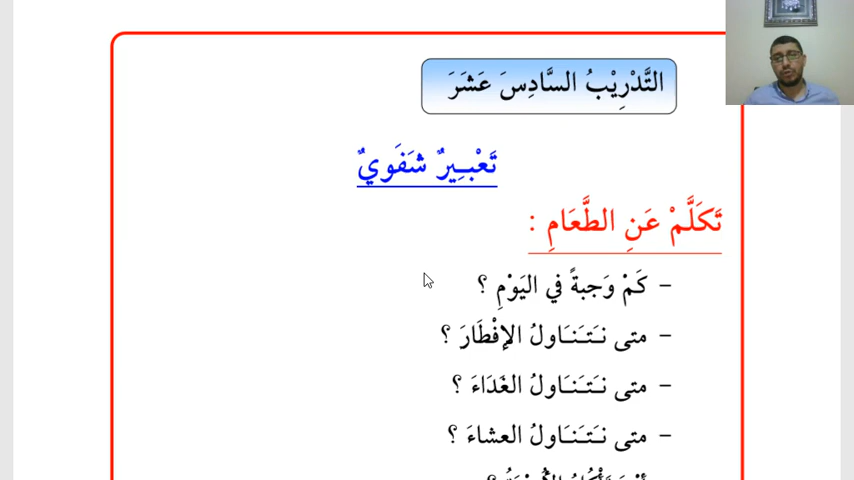 التَّدْرِيْبُ السَّادِسَ عَشَرَ
تَعْبِيرٌ شَفَوِيٌ
تَكَلَّمْ عَنِ الطَّعَامِ :
– كَمْ وَجبةً في اليَوْمِ ؟
– متى نَتَنَاولُ الإفْطَارَ ؟
– متى نَتَنَاولُ الغَدَاءَ ؟
– متى نَتَنَاولُ العشاءَ ؟